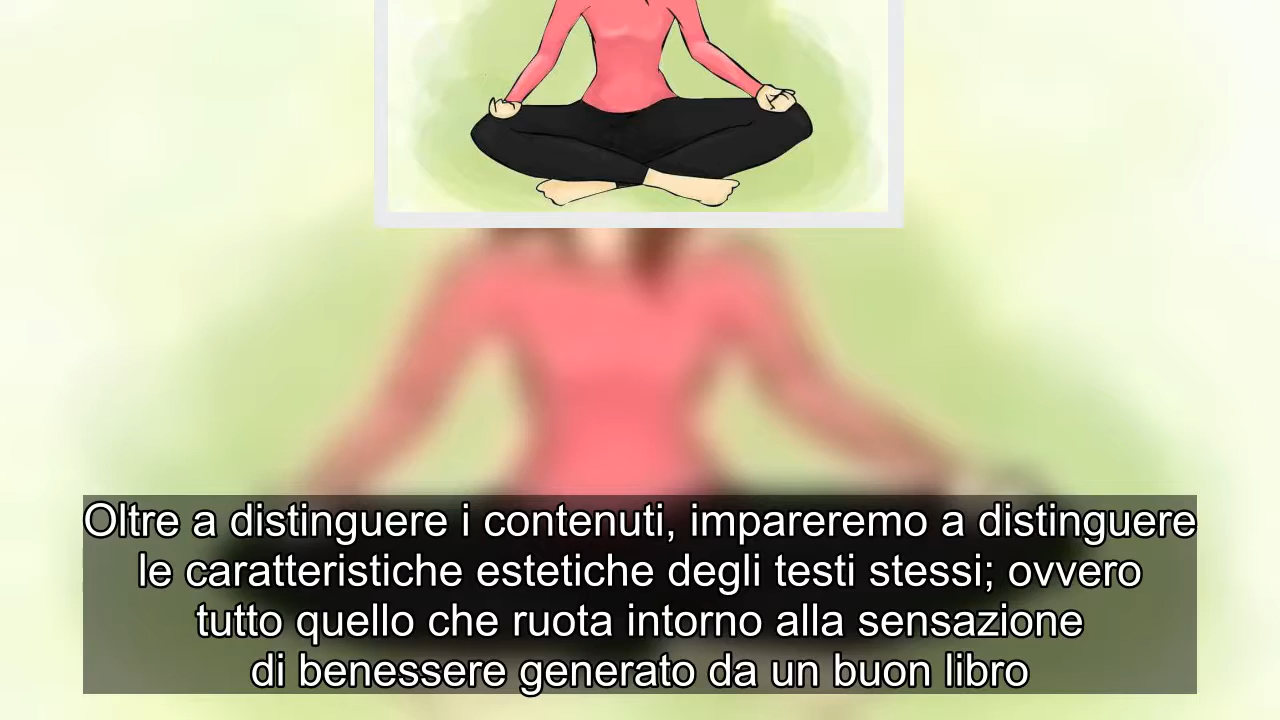 Oltre a distinguere i contenuti, impareremo a distinguere
le caratteristiche estetiche degli testi stessi; ovvero
tutto quello che ruota intorno alla sensazione
di benessere generato da un buon libro